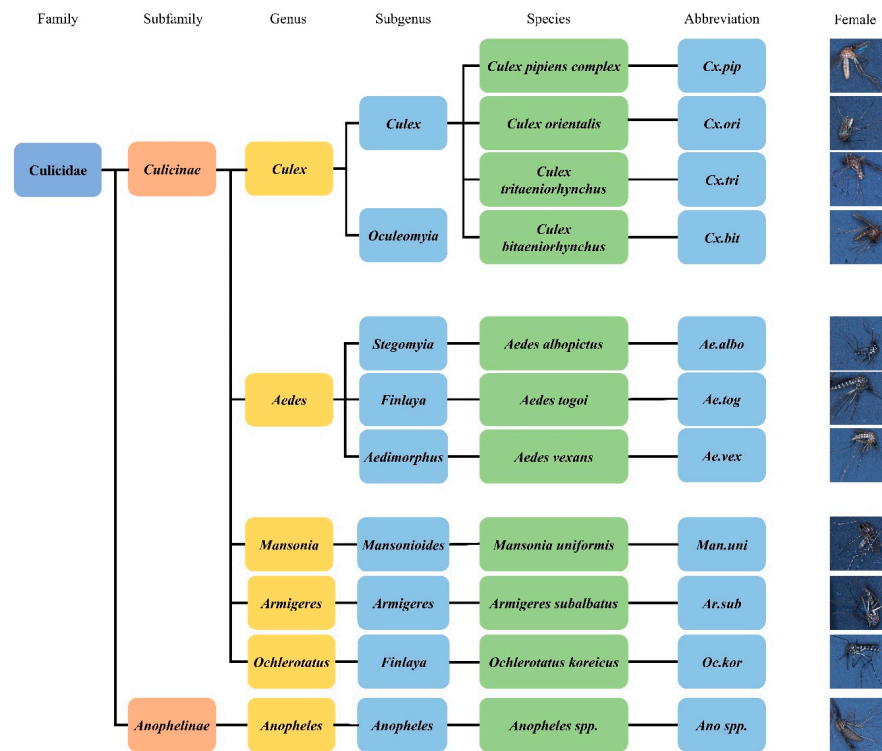 Family Subfamily Genus Subgenus Species Abbreviation Female
Culex pipiens complex Cx.pip
Culex Culex orientalis Cx.ori
Culicidae Culicinae Culex
Culex
tritaeniorhynchus
Cx.tri
Oculeomyia
Culex
bitaeniorhynchus
Cx.bit
Stegomyia Aedes albopictus Ae.albo
Aedes Finlaya Aedes togoi Ae.tog
Aedimorphus Aedes vexans Ae.vex
Mansonia Mansonioides Mansonia uniformis Man.uni
Armigeres Armigeres Armigeres subalbatus Ar.sub
Ochlerotatus Finlaya Ochlerotatus koreicus Oc.kor
Anophelinae Anopheles Anopheles Anopheles spp. Ano spp.